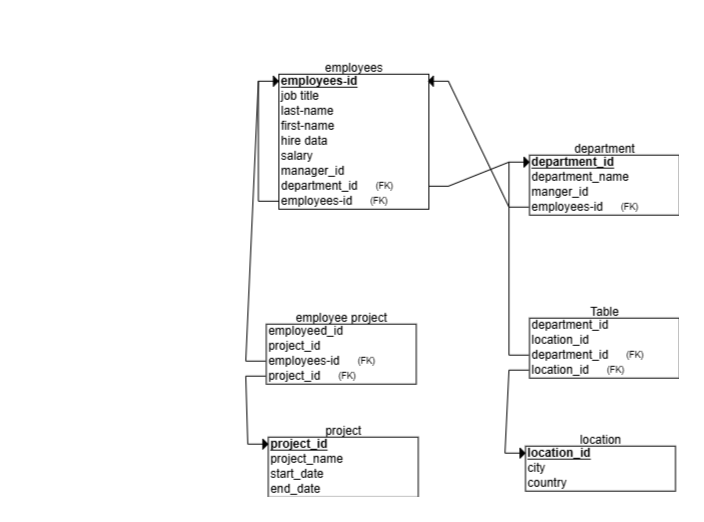 employees
employees-id
job title
last-name
first-name
hire data
salary
manager_id
department_id (FK)
employees-id (FK)
department
department_id
department_name
manger_id
employees-id (FK)
employee project
employeed_id
project_id
employees-id (FK)
project_id (FK)
Table
department_id
location_id
department_id (FK)
location_id (FK)
project
project_id
project_name
start_date
end_date
location
location_id
city
country